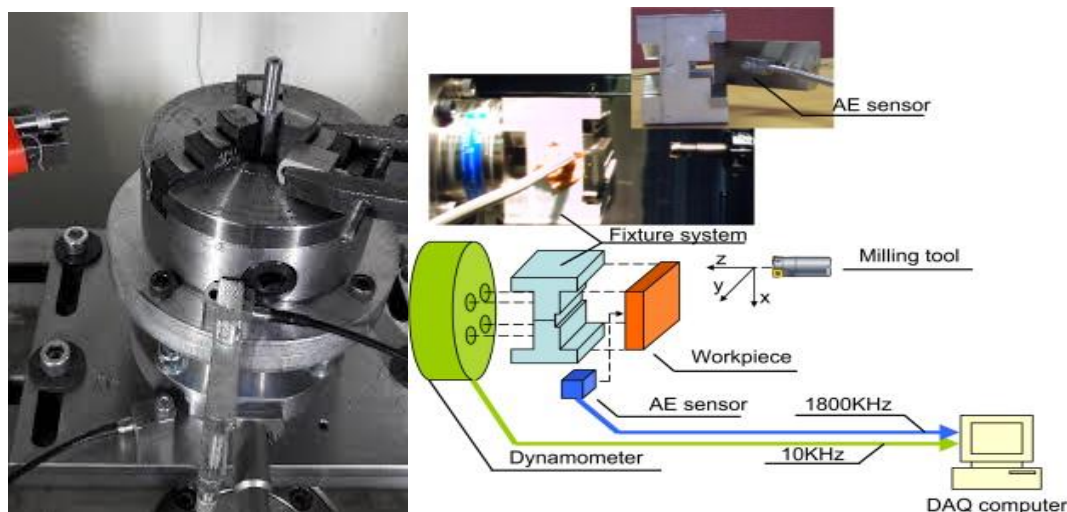 AE sensor
Fixture system
z
y
x
Milling tool
Workpiece
AE sensor
1800KHz
Dynamometer
10KHz
DAQ computer